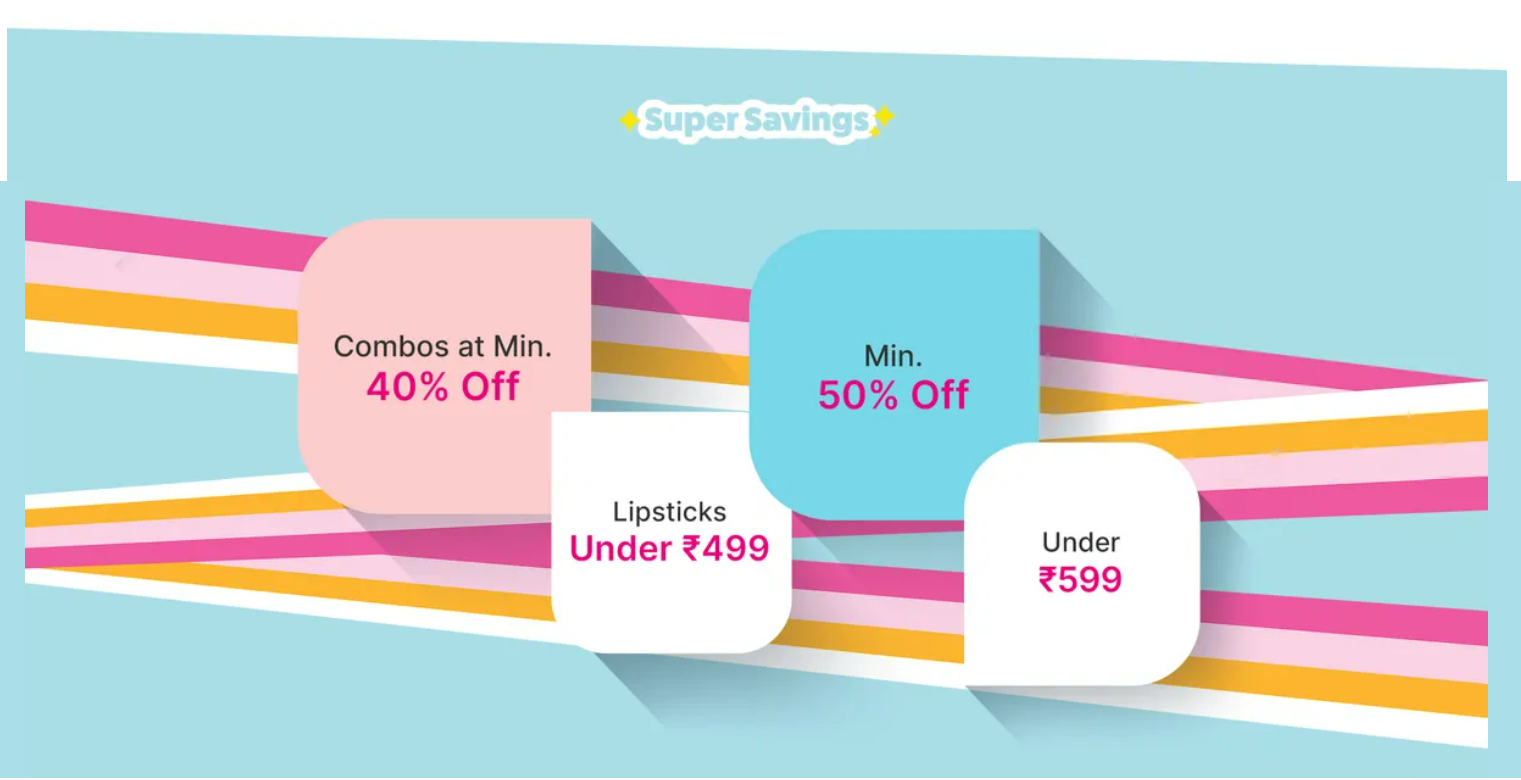 Super Savings
Combos at Min.
40% Off
Min.
50% Off
Lipsticks
Under ₹499
Under
₹599